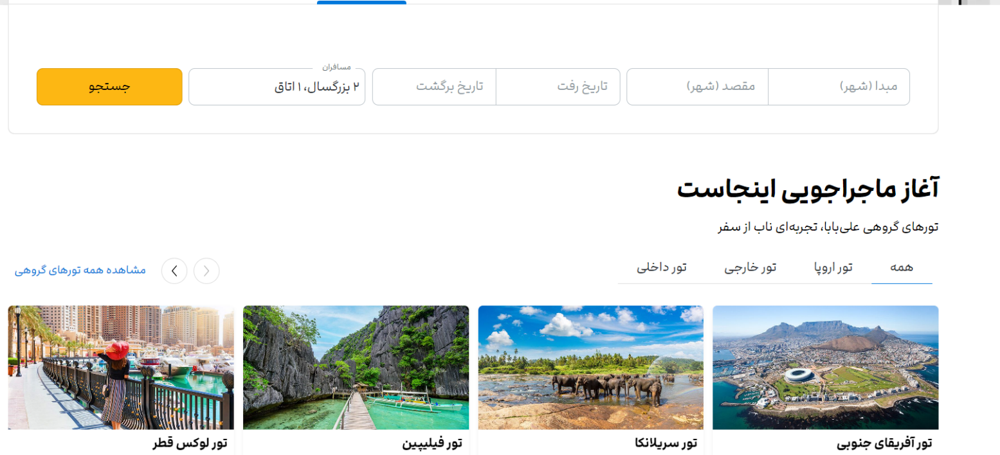 مسافران
مبدا (شهر) مقصد (شهر) تاریخ رفت تاریخ برگشت ۲ بزرگسال، ۱ اتاق جستجو
آغاز ماجراجویی اینجاست
تورهای گروهی علی‌بابا، تجربه‌ای ناب از سفر
همه تور اروپا تور خارجی تور داخلی مشاهده همه تورهای گروهی
تور آفریقای جنوبی تور سریلانکا تور فیلیپین تور لوکس قطر